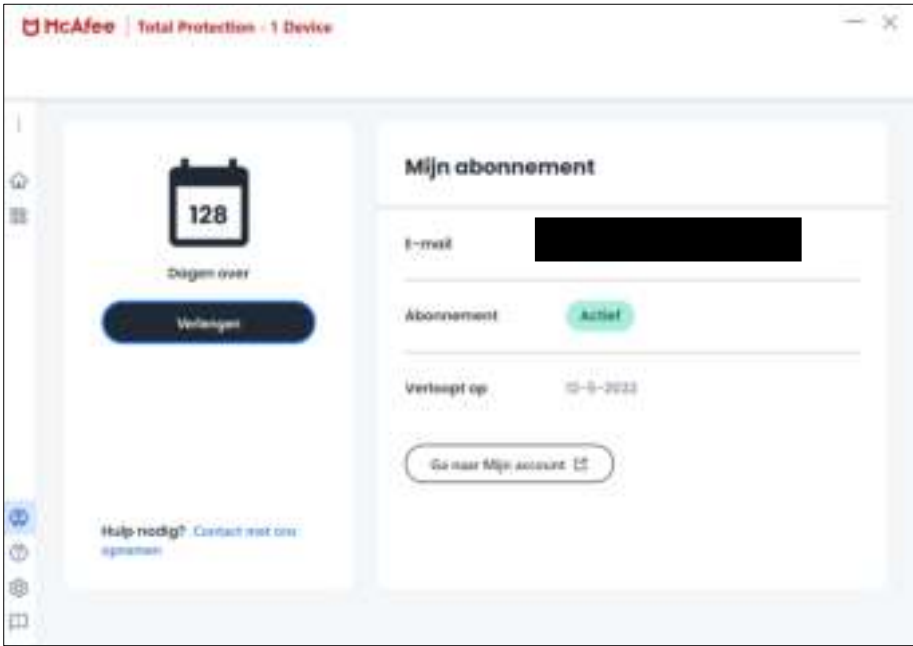 McAfee | Total Protection - 1 Device
128
Dagen over
Verlengen
Hulp nodig? Contact met ons
opnemen
Mijn abonnement
E-mail
Abonnement Actief
Verloopt op
Ga naar Mijn account